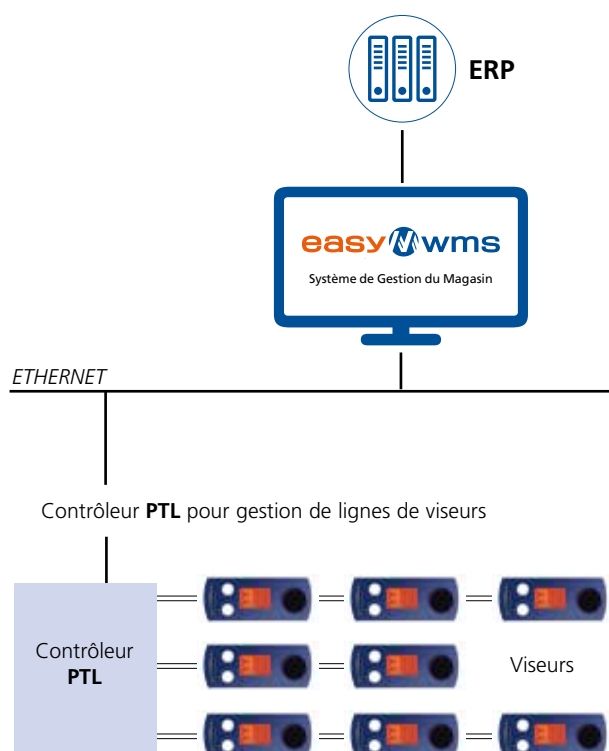 ERP
easy wms
Système de Gestion du Magasin
ETHERNET
Contrôleur PTL pour gestion de lignes de viseurs
Contrôleur
PTL
Viseurs